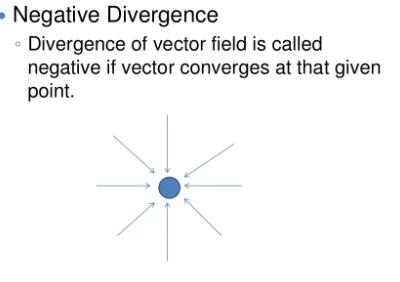 • Negative Divergence
◦ Divergence of vector field is called
negative if vector converges at that given
point.